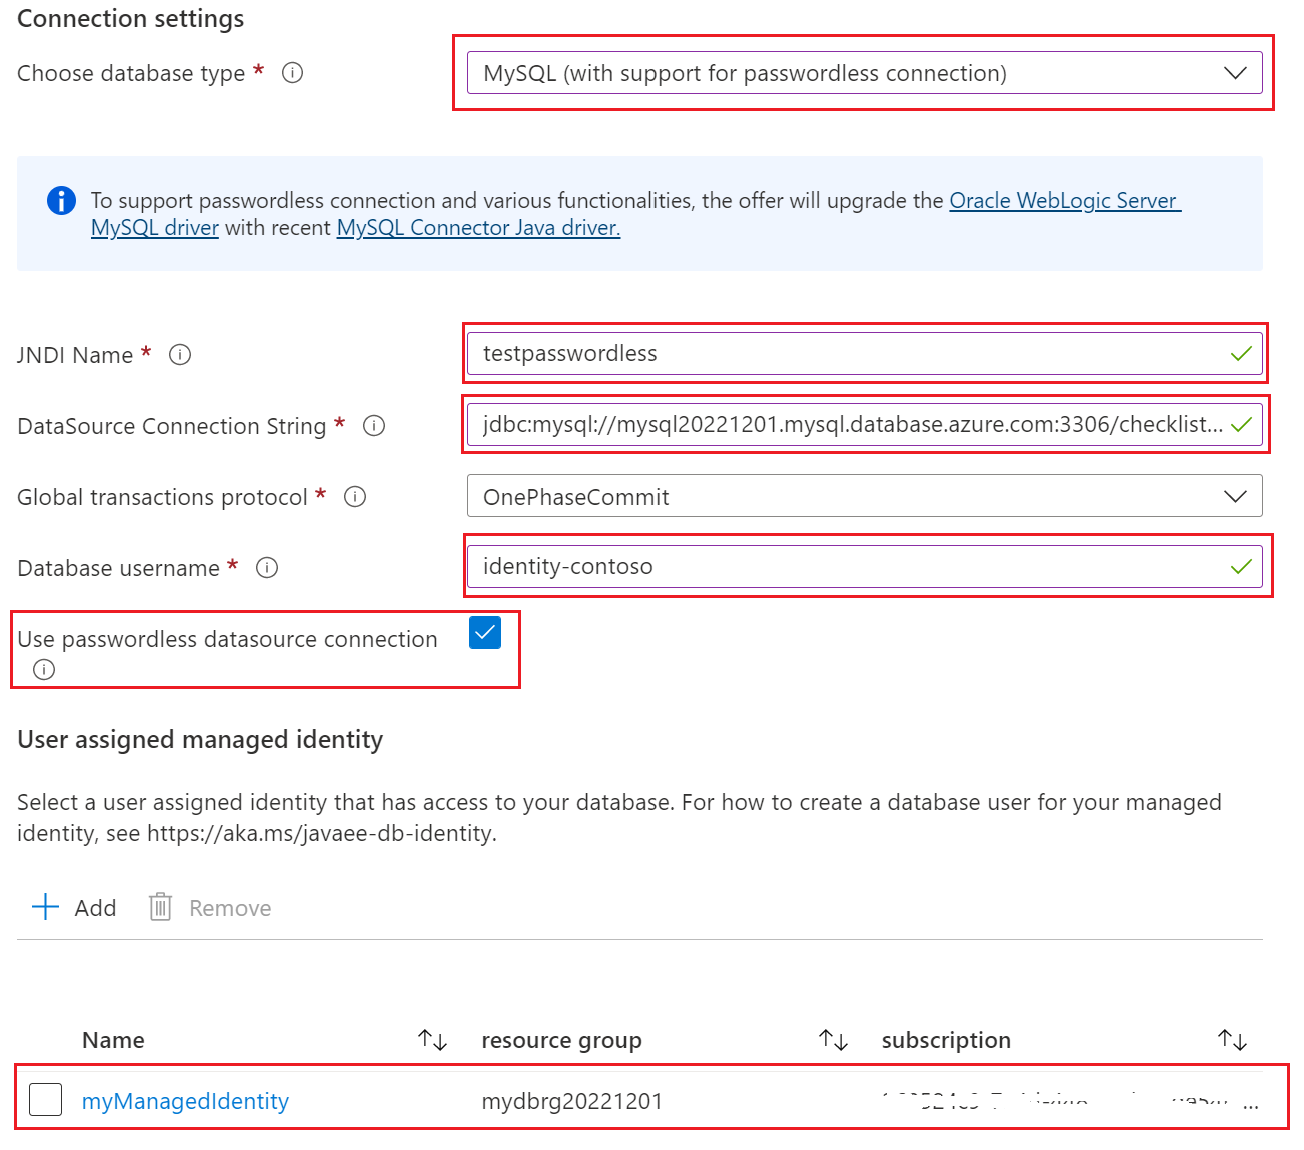 Connection settings
Choose database type *
MySQL (with support for passwordless connection)
To support passwordless connection and various functionalities, the offer will upgrade the Oracle WebLogic Server
MySQL driver with recent MySQL Connector Java driver.
JNDI Name *
testpasswordless
DataSource Connection String *
jdbc:mysql://mysql20221201.mysql.database.azure.com:3306/checklist...
Global transactions protocol *
OnePhaseCommit
Database username *
identity-contoso
Use passwordless datasource connection
User assigned managed identity
Select a user assigned identity that has access to your database. For how to create a database user for your managed
identity, see https://aka.ms/javaee-db-identity.
Add Remove
Name resource group subscription
myManagedIdentity mydbrg20221201